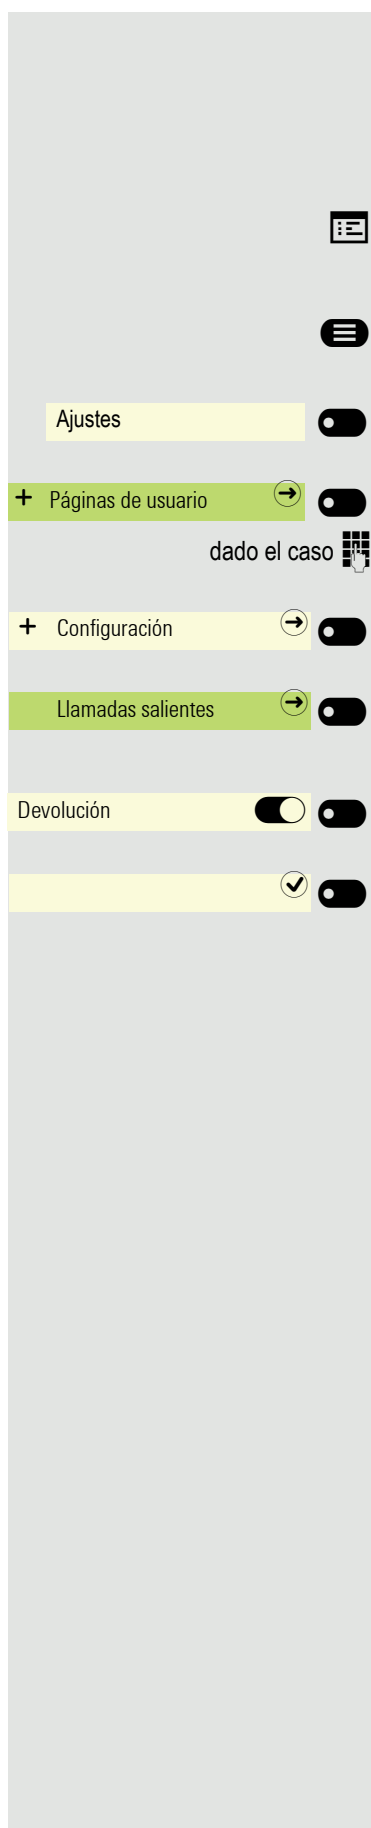 Ajustes
+ Páginas de usuario
dado el caso
+ Configuración
Llamadas salientes
Devolución